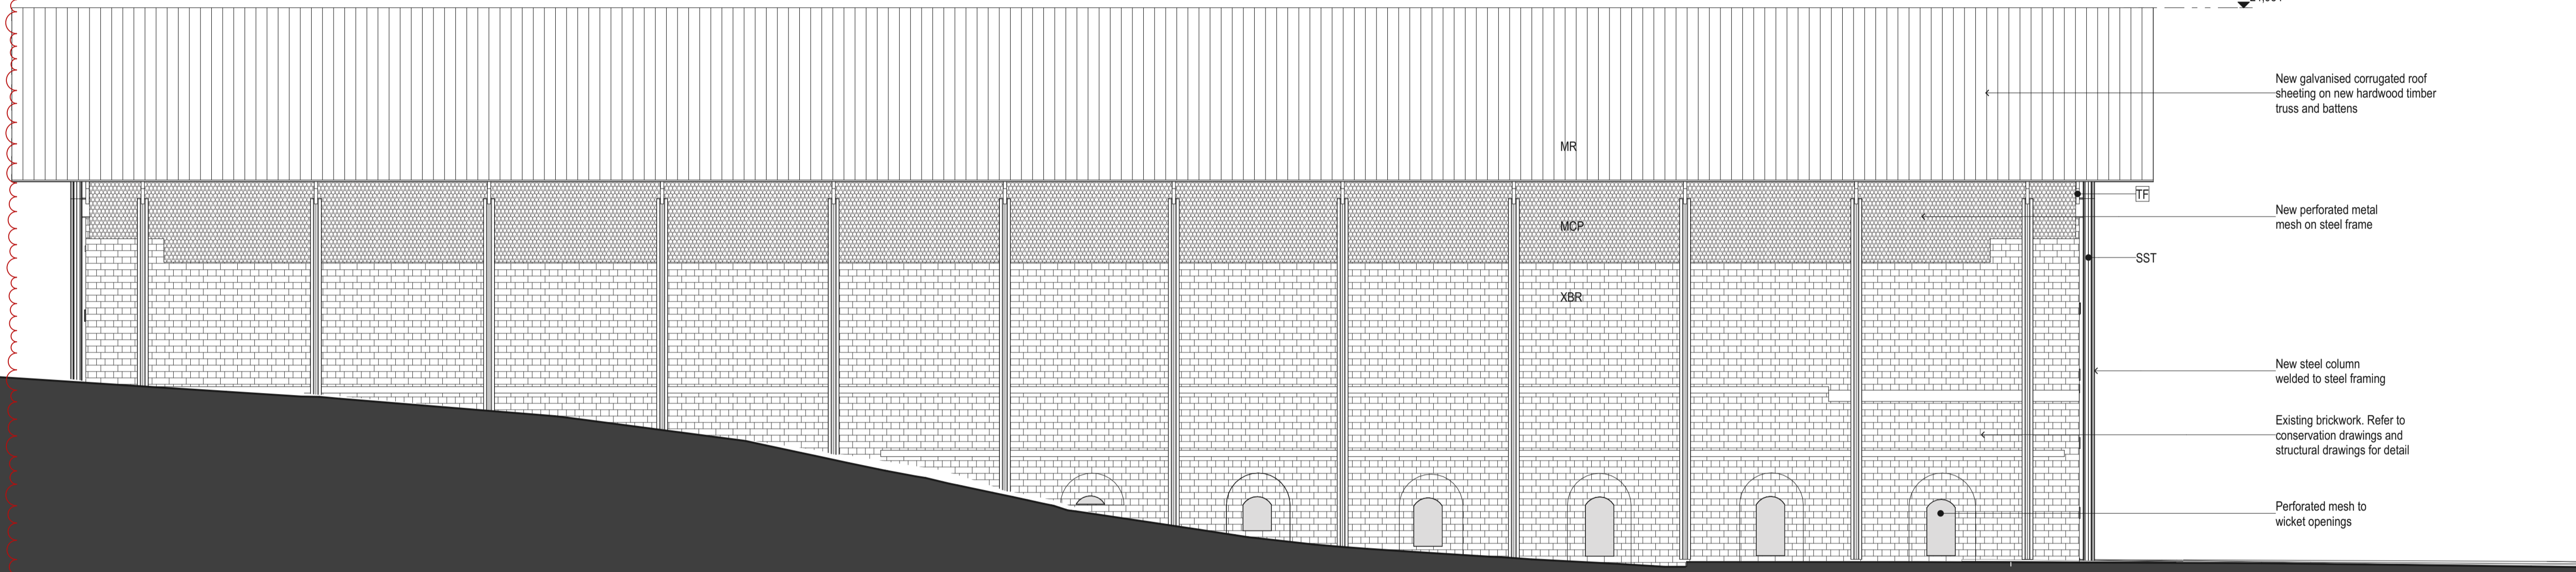 New galvanised corrugated roof
sheeting on new hardwood timber
truss and battens
MR
TF
New perforated metal
mesh on steel frame
MCP
SST
XBR
New steel column
welded to steel framing
Existing brickwork. Refer to
conservation drawings and
structural drawings for detail
Perforated mesh to
wicket openings